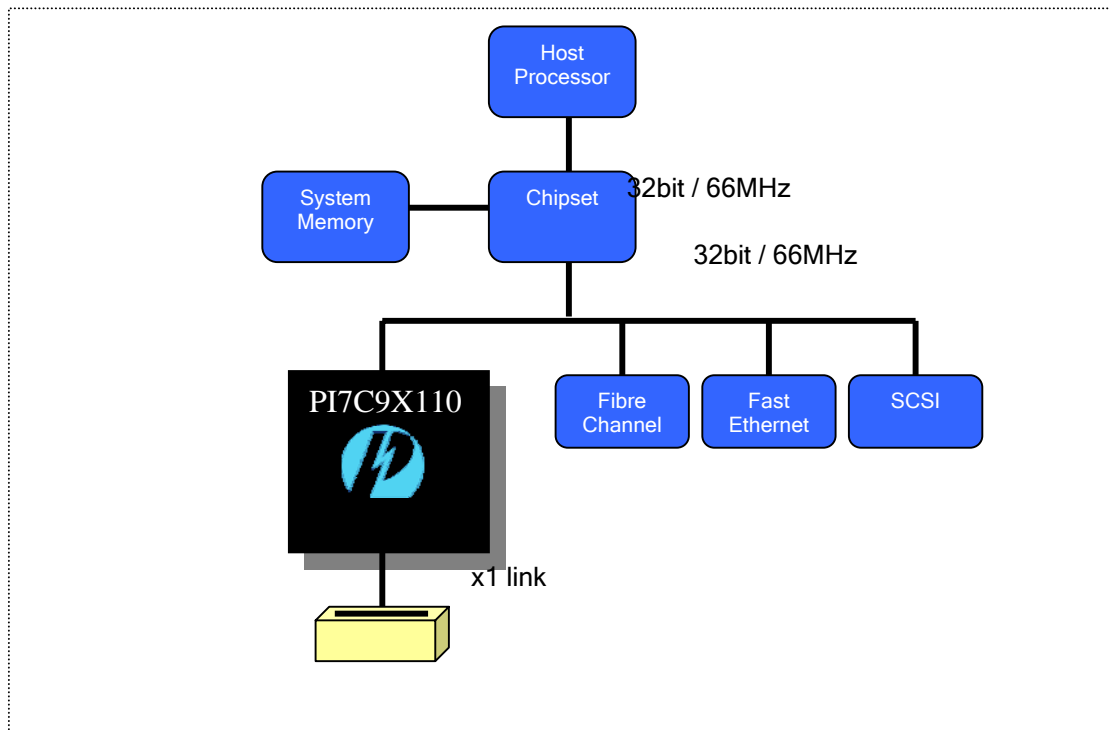 Host
Processor
System
Memory
Chipset
32bit / 66MHz
32bit / 66MHz
PI7C9X110
Fibre
Channel
Fast
Ethernet
SCSI
x1 link